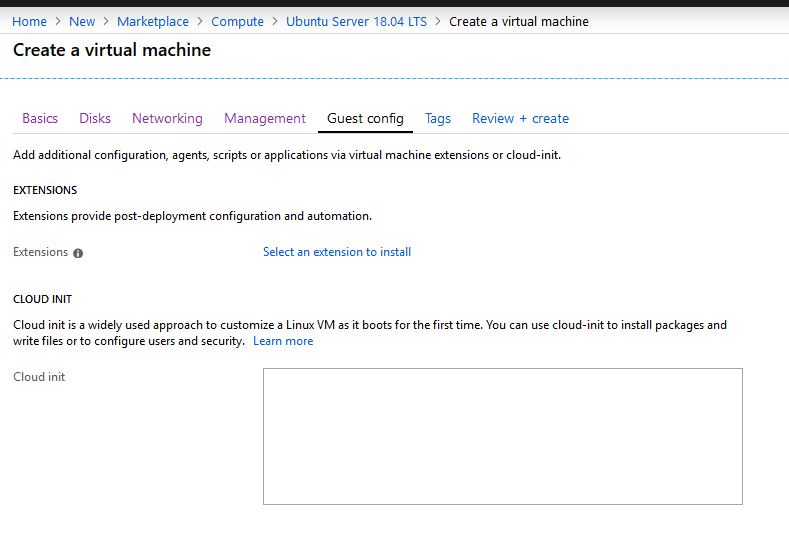 Home > New > Marketplace > Compute > Ubuntu Server 18.04 LTS > Create a virtual machine
Create a virtual machine
Basics Disks Networking Management Guest config Tags Review + create
Add additional configuration, agents, scripts or applications via virtual machine extensions or cloud-init.
EXTENSIONS
Extensions provide post-deployment configuration and automation.
Extensions Select an extension to install
CLOUD INIT
Cloud init is a widely used approach to customize a Linux VM as it boots for the first time. You can use cloud-init to install packages and
write files or to configure users and security. Learn more
Cloud init